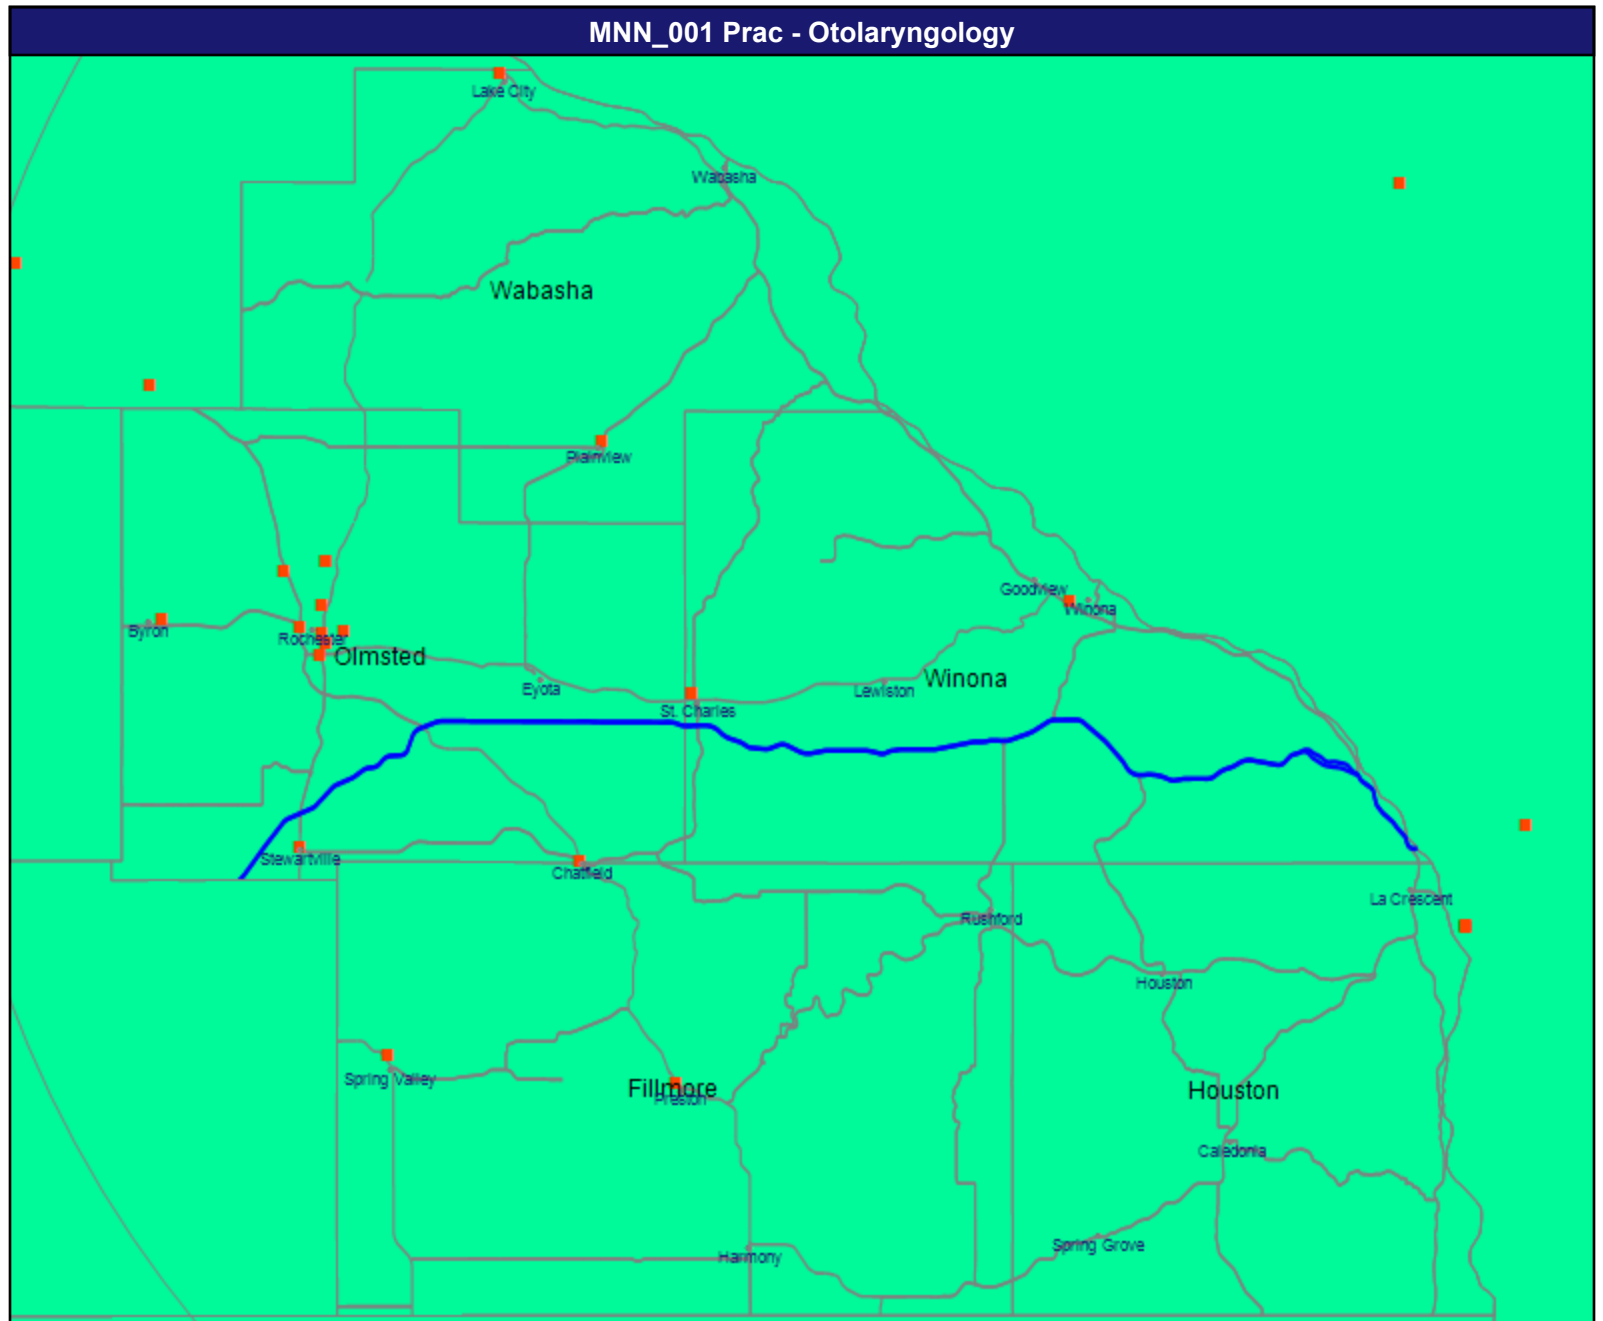 MNN_001 Prac - Otolaryngology
Lake City
Wabasha
Wabasha
Plainview
Goodview
Winona
Byron
Rochester
Olmsted
Winona
Eyota
Lewiston
St. Charles
Stewartville
Chatfield
La Crescent
Rushford
Houston
Spring Valley
Fillmore
Preston
Houston
Caledonia
Spring Grove
Harmony